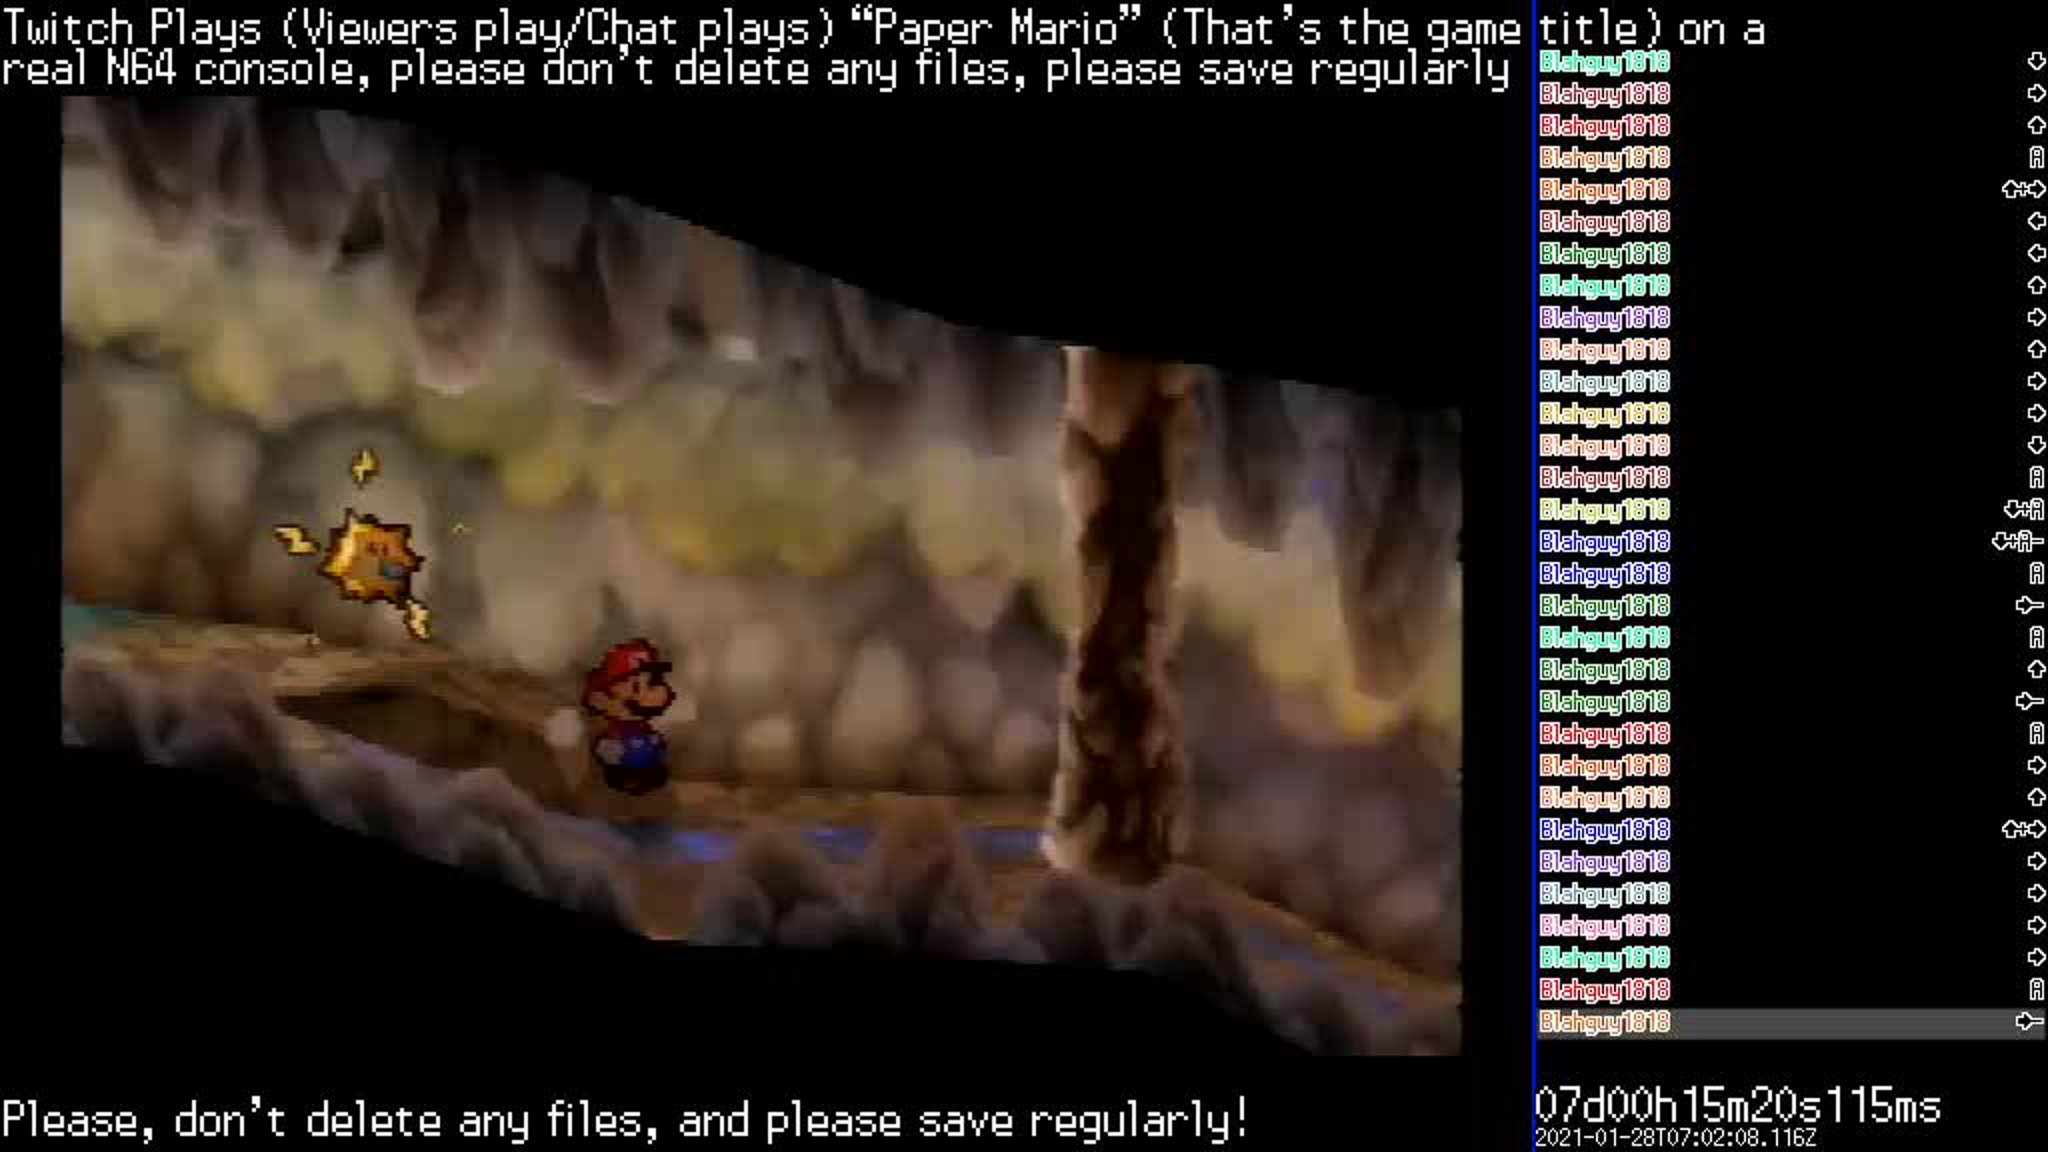 Twitch Plays (Viewers play/Chat plays) “Paper Mario” (That’s the game title) on a
real N64 console, please don’t delete any files, please save regularly
Blahguy1818 ↓
Blahguy1818 →
Blahguy1818 ↑
Blahguy1818 A
Blahguy1818 ↑+→
Blahguy1818 ←
Blahguy1818 ←
Blahguy1818 ↑
Blahguy1818 →
Blahguy1818 ↑
Blahguy1818 →
Blahguy1818 →
Blahguy1818 ↓
Blahguy1818 A
Blahguy1818 ↓+A
Blahguy1818 ↓+A-
Blahguy1818 A
Blahguy1818 →-
Blahguy1818 A
Blahguy1818 ↑
Blahguy1818 →-
Blahguy1818 A
Blahguy1818 →
Blahguy1818 ↑
Blahguy1818 ↑+→
Blahguy1818 →
Blahguy1818 →
Blahguy1818 →
Blahguy1818 →
Blahguy1818 A
Blahguy1818 →-
Please, don’t delete any files, and please save regularly!
07d00h15m20s115ms
2021-01-28T07:02:08.116Z